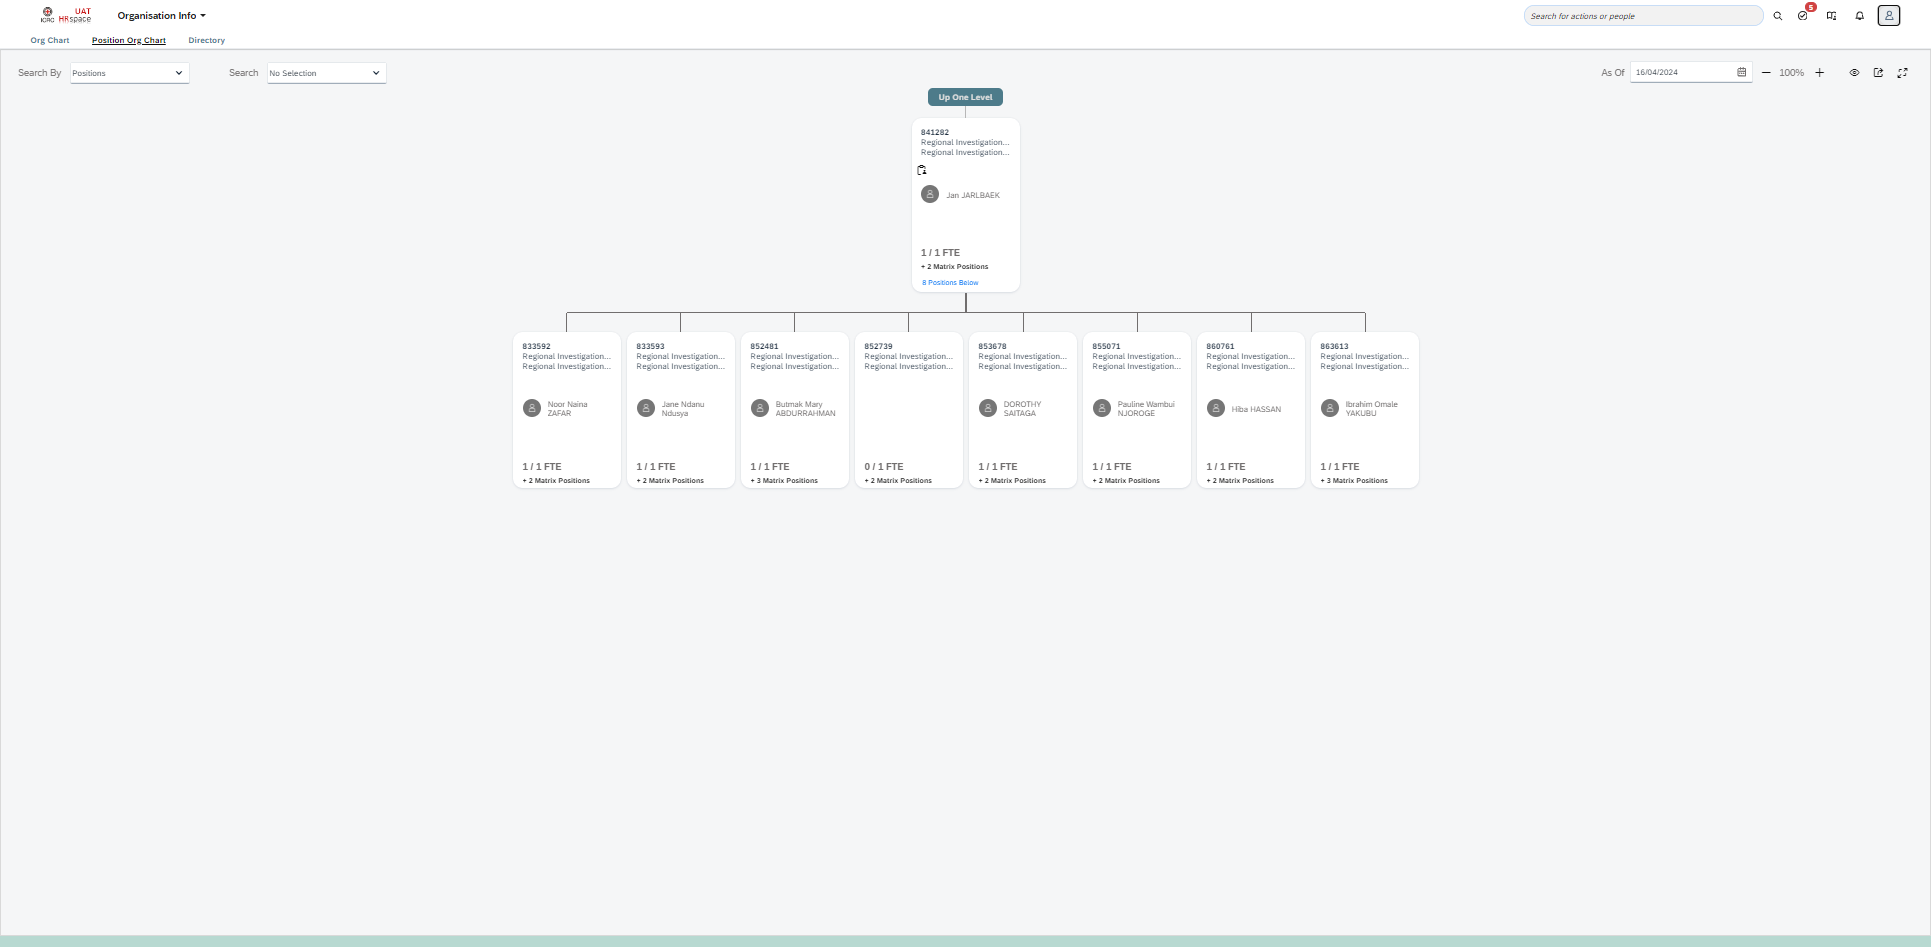 UAT
ICRC HRspace
Organisation Info
Search for actions or people
5
Org Chart
Position Org Chart
Directory
Search By
Positions
Search
No Selection
As Of
16/04/2024
100%
Up One Level
841282
Regional Investigation...
Regional Investigation...
Jan JARLBAEK
1 / 1 FTE
+ 2 Matrix Positions
8 Positions Below
833592
Regional Investigation...
Regional Investigation...
Noor Naina
ZAFAR
1 / 1 FTE
+ 2 Matrix Positions
833593
Regional Investigation...
Regional Investigation...
Jane Ndanu
Ndusya
1 / 1 FTE
+ 2 Matrix Positions
852481
Regional Investigation...
Regional Investigation...
Butmak Mary
ABDURRAHMAN
1 / 1 FTE
+ 3 Matrix Positions
852739
Regional Investigation...
Regional Investigation...
0 / 1 FTE
+ 2 Matrix Positions
853678
Regional Investigation...
Regional Investigation...
DOROTHY
SAITAGA
1 / 1 FTE
+ 2 Matrix Positions
855071
Regional Investigation...
Regional Investigation...
Pauline Wambui
NJOROGE
1 / 1 FTE
+ 2 Matrix Positions
860761
Regional Investigation...
Regional Investigation...
Hiba HASSAN
1 / 1 FTE
+ 2 Matrix Positions
863613
Regional Investigation...
Regional Investigation...
Ibrahim Omale
YAKUBU
1 / 1 FTE
+ 3 Matrix Positions